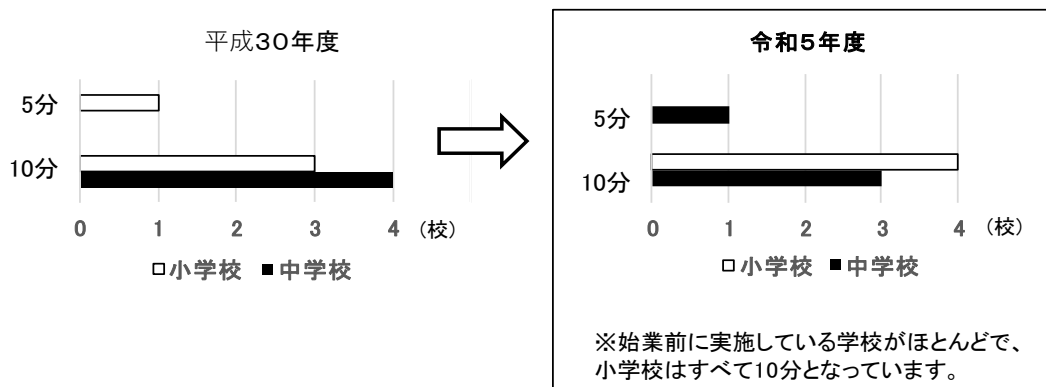 平成30年度
5分
10分
0 1 2 3 4 (校)
□小学校 ■中学校
令和5年度
5分
10分
0 1 2 3 4 (校)
□小学校 ■中学校
※始業前に実施している学校がほとんどで、
小学校はすべて10分となっています。